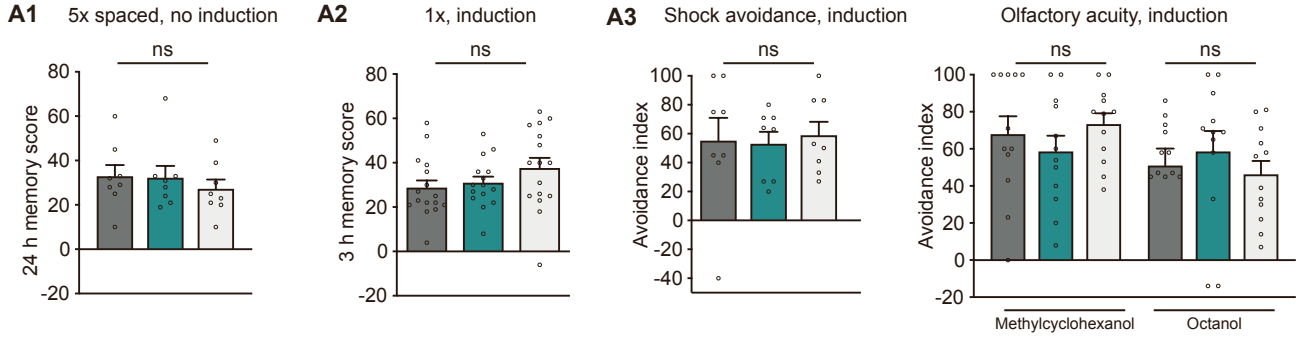 A1 5x spaced, no induction
ns
24 h memory score
80
60
40
20
0
-20
A2 1x, induction
ns
3 h memory score
80
60
40
20
0
-20
A3 Shock avoidance, induction
ns
Avoidance index
100
80
60
40
20
0
-20
-40
Olfactory acuity, induction
ns
ns
Avoidance index
100
80
60
40
20
0
-20
Methylcyclohexanol
Octanol